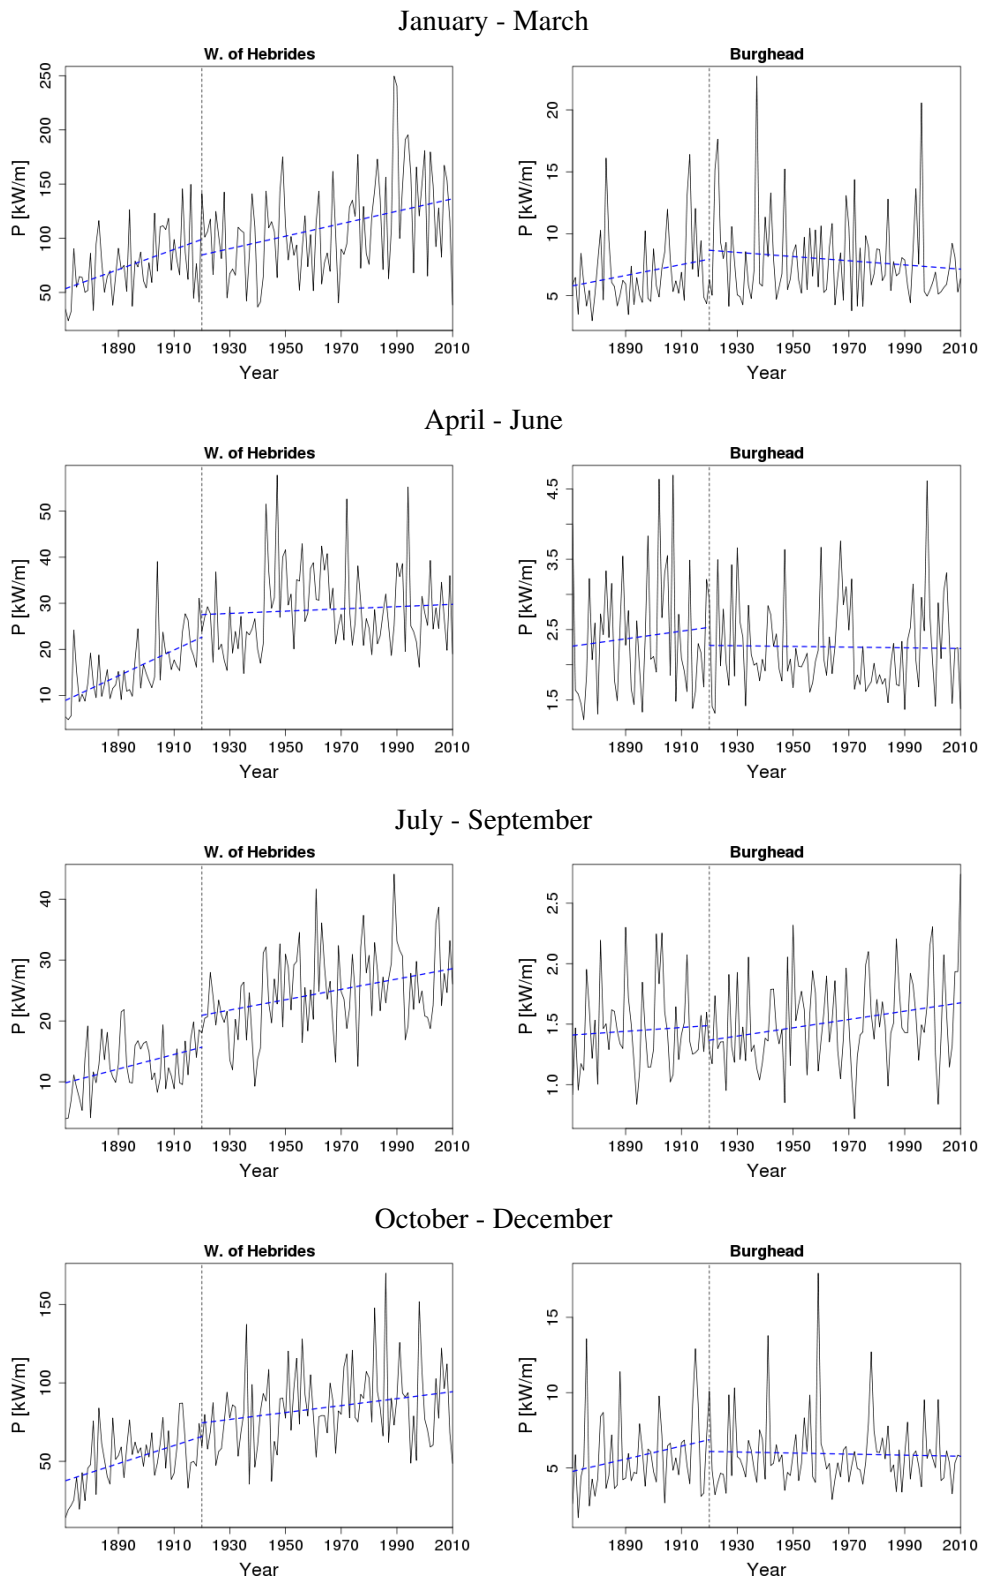 January - March
W. of Hebrides
Burghead
P [kW/m]
50 100 150 200 250
1890 1910 1930 1950 1970 1990 2010
Year
P [kW/m]
5 10 15 20
1890 1910 1930 1950 1970 1990 2010
Year
April - June
W. of Hebrides
Burghead
P [kW/m]
10 20 30 40 50
1890 1910 1930 1950 1970 1990 2010
Year
P [kW/m]
1.5 2.5 3.5 4.5
1890 1910 1930 1950 1970 1990 2010
Year
July - September
W. of Hebrides
Burghead
P [kW/m]
10 20 30 40
1890 1910 1930 1950 1970 1990 2010
Year
P [kW/m]
1.0 1.5 2.0 2.5
1890 1910 1930 1950 1970 1990 2010
Year
October - December
W. of Hebrides
Burghead
P [kW/m]
50 100 150
1890 1910 1930 1950 1970 1990 2010
Year
P [kW/m]
5 10 15
1890 1910 1930 1950 1970 1990 2010
Year